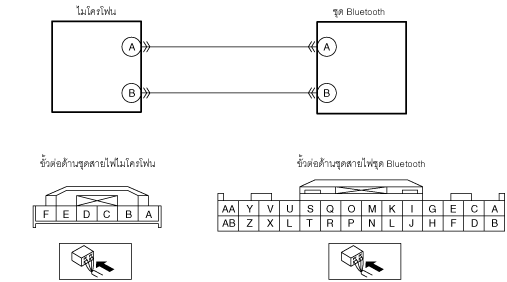 ไมโครโฟน
ชุด Bluetooth
A
A
B
B
ขั้วต่อด้านชุดสายไฟไมโครโฟน
ขั้วต่อด้านชุดสายไฟชุด Bluetooth
F E D C B A
AA Y V U S Q O M K I G E C A
AB Z X L T R P N L J H F D B